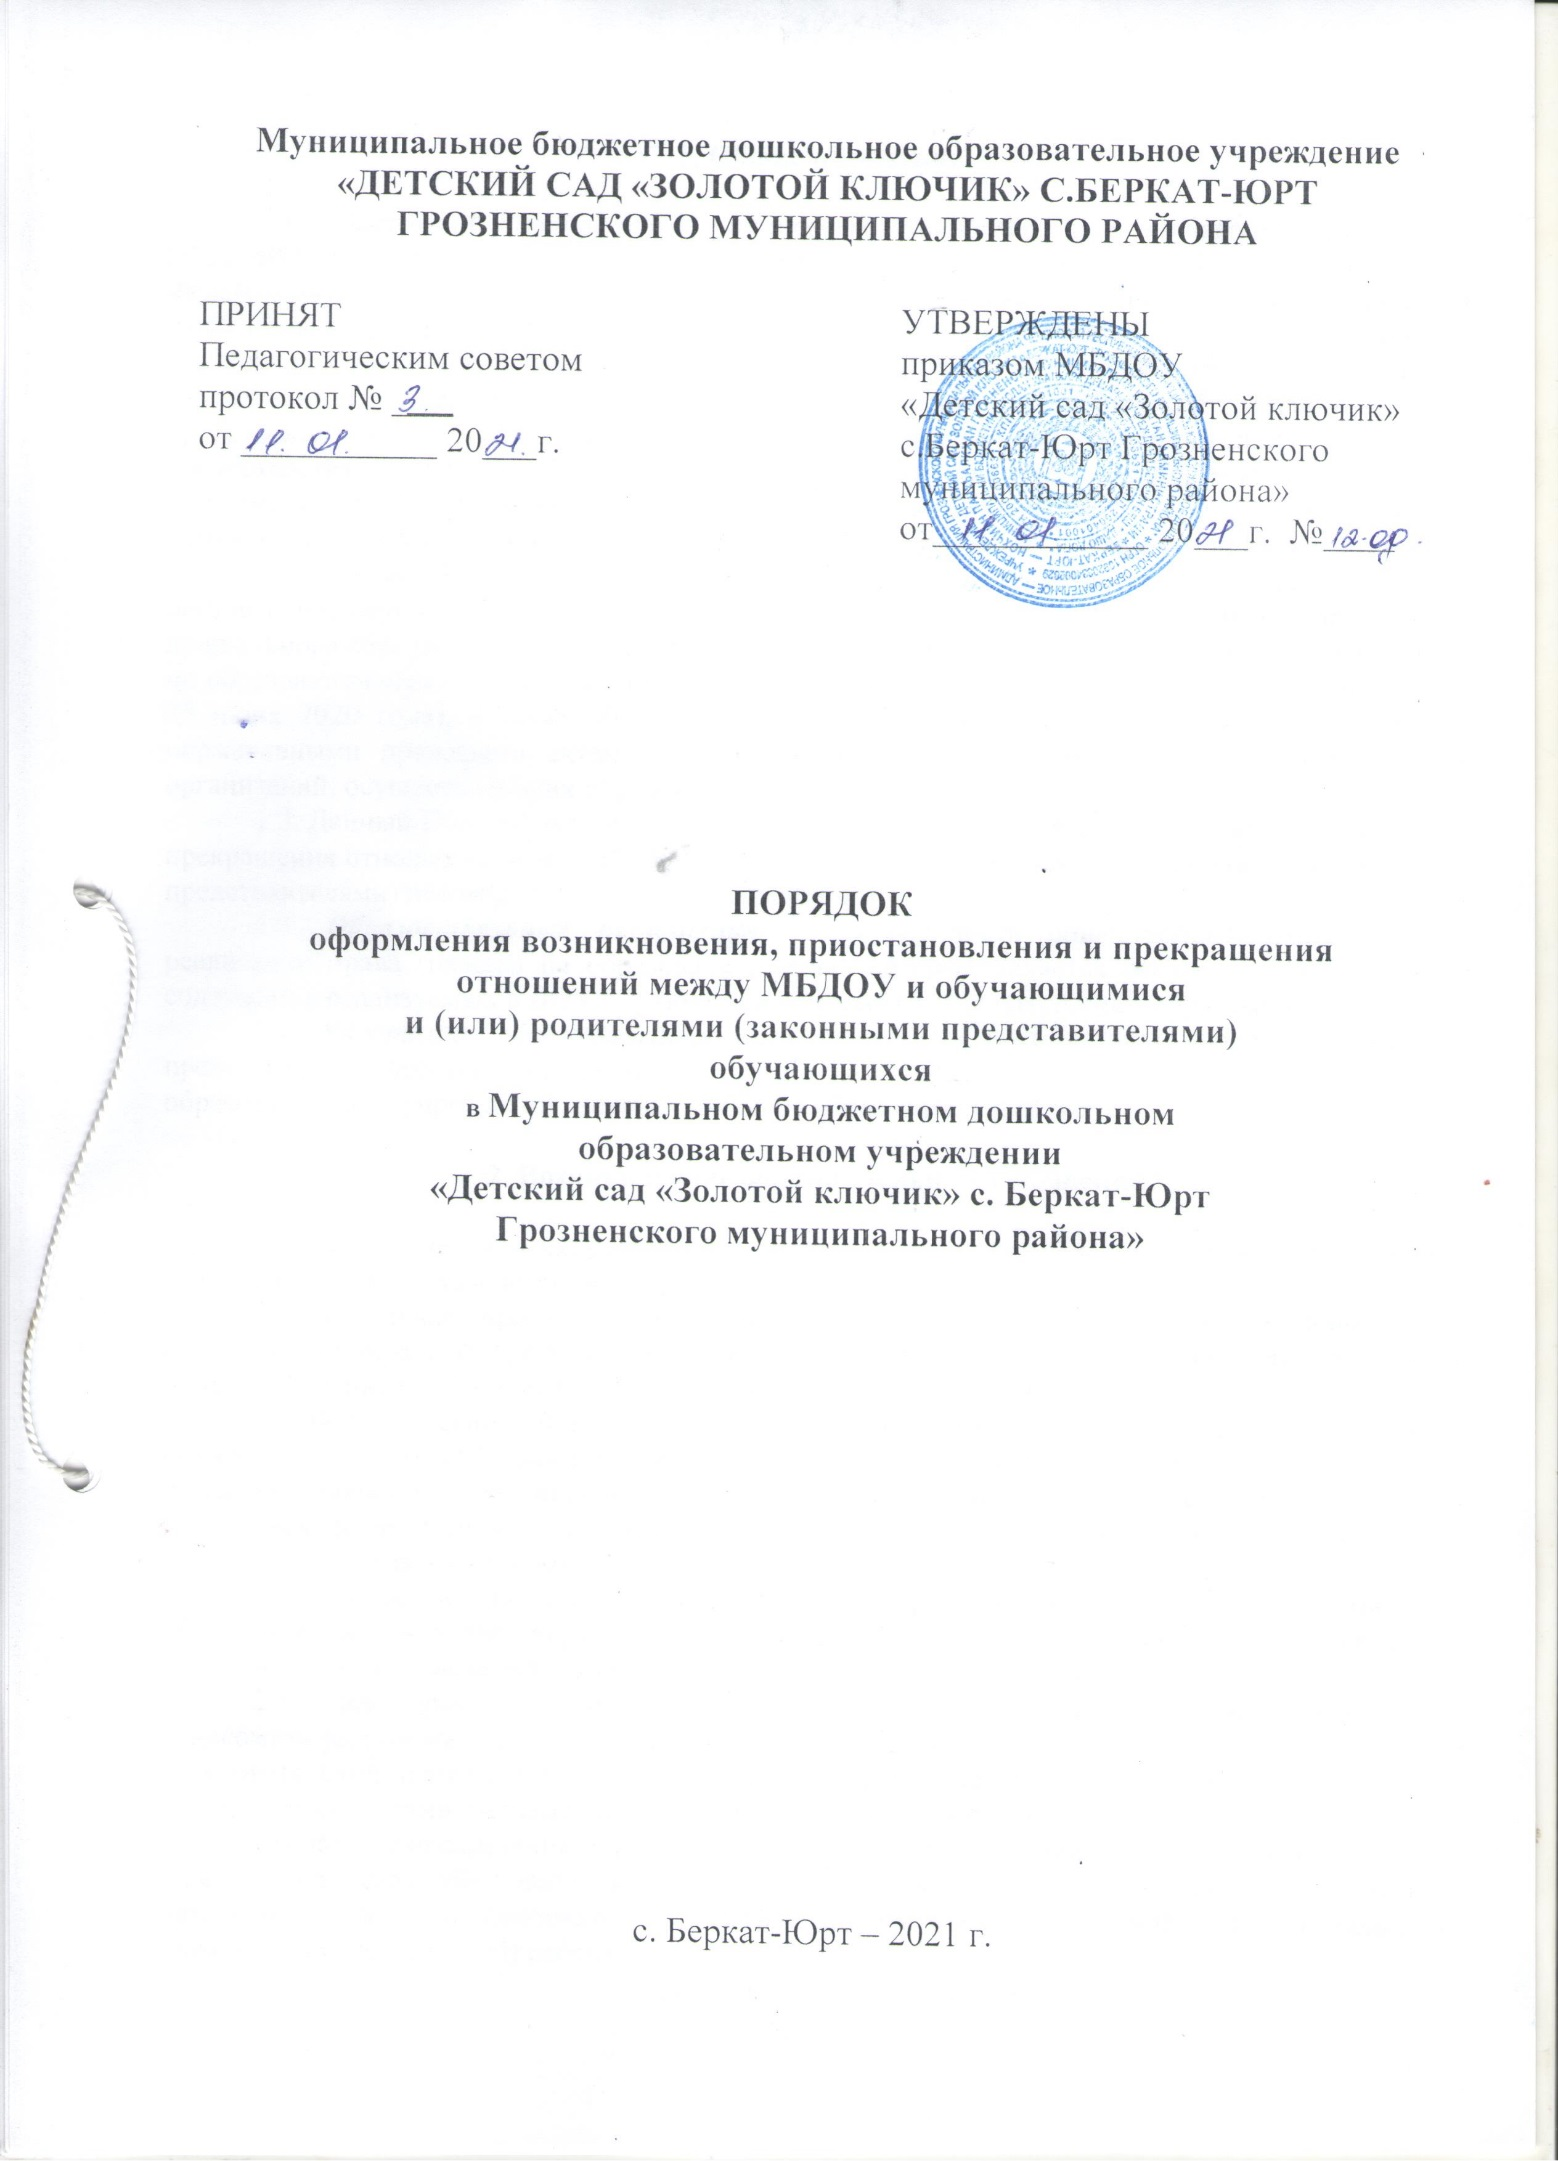 Муниципальное бюджетное дошкольное образовательное учреждение
«ДЕТСКИЙ САД «ЗОЛОТОЙ КЛЮЧИК» С.БЕРКАТ-ЮРТ
ГРОЗНЕНСКОГО МУНИЦИПАЛЬНОГО РАЙОНА
ПРИНЯТ
Педагогическим советом
протокол № 3.
от 11. 01. 2021. г.
УТВЕРЖДЕНЫ
приказом МБДОУ
«Детский сад «Золотой ключик»
с.Беркат-Юрт Грозненского
муниципального района»
от 11 01 2021 г. № 12-од.
ПОРЯДОК
оформления возникновения, приостановления и прекращения
отношений между МБДОУ и обучающимися
и (или) родителями (законными представителями)
обучающихся
в Муниципальном бюджетном дошкольном
образовательном учреждении
«Детский сад «Золотой ключик» с. Беркат-Юрт
Грозненского муниципального района»
с. Беркат-Юрт – 2021 г.